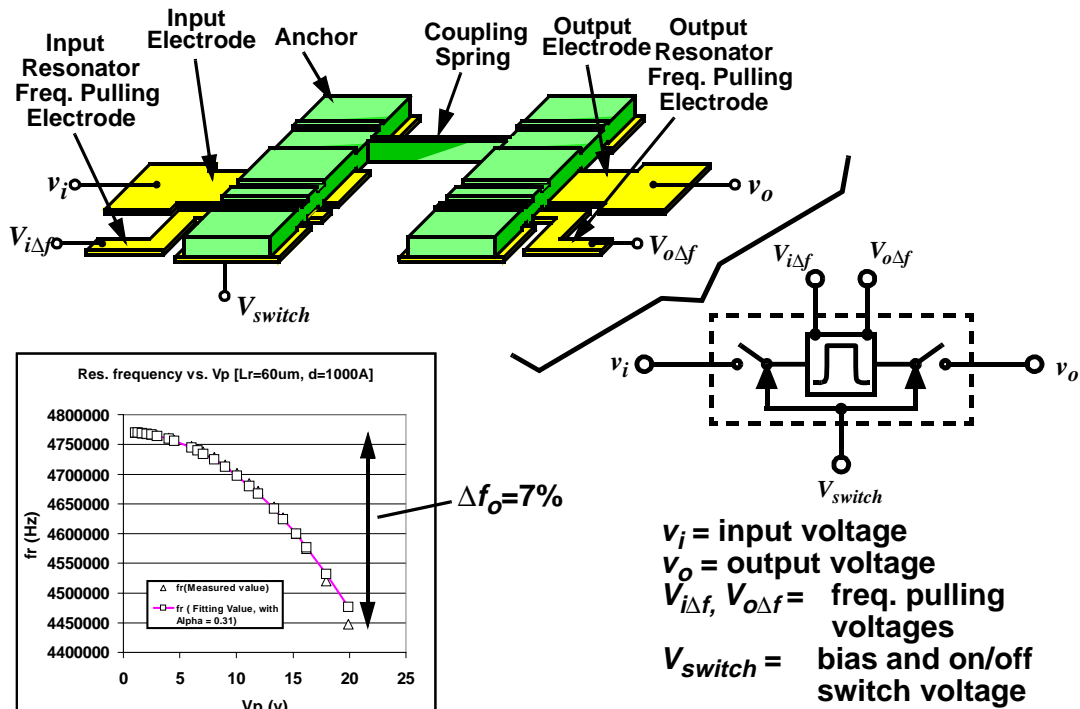 Input
Resonator
Freq. Pulling
Electrode
Input
Electrode
Anchor
Coupling
Spring
Output
Electrode
Output
Resonator
Freq. Pulling
Electrode
vi
ViΔf
Vswitch
vo
VoΔf
ViΔf
VoΔf
vi
vo
Vswitch
Res. frequency vs. Vp [Lr=60um, d=1000A]
fr (Hz)
4800000
4750000
4700000
4650000
4600000
4550000
4500000
4450000
4400000
fr(Measured value)
fr ( Fitting Value, with
Alpha = 0.31)
0 5 10 15 20 25
Vp (v)
Δfo=7%
vi = input voltage
vo = output voltage
ViΔf, VoΔf = freq. pulling
voltages
Vswitch = bias and on/off
switch voltage